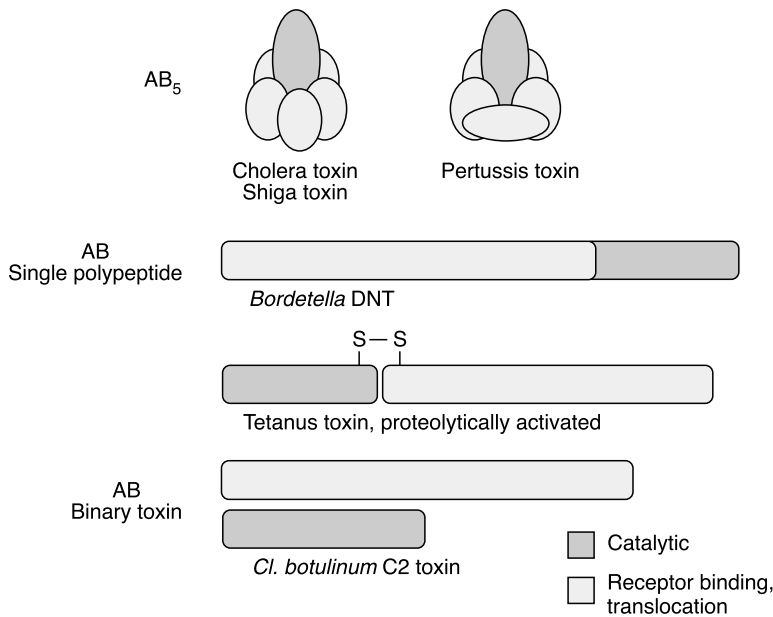 AB5
Cholera toxin
Shiga toxin
Pertussis toxin
AB
Single polypeptide
Bordetella DNT
S—S
Tetanus toxin, proteolytically activated
AB
Binary toxin
Cl. botulinum C2 toxin
Catalytic
Receptor binding,
translocation